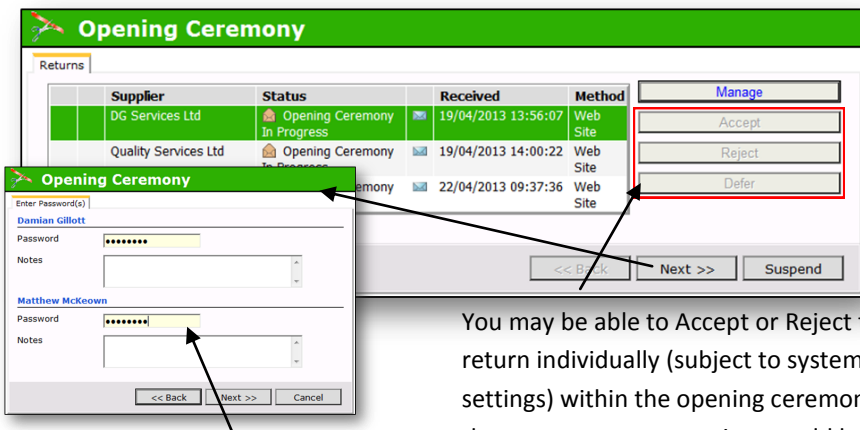 Opening Ceremony
Returns
Supplier Status Received Method
DG Services Ltd Opening Ceremony 19/04/2013 13:56:07 Web
In Progress Site
Quality Services Ltd Opening Ceremony 19/04/2013 14:00:22 Web
Site
22/04/2013 09:37:36 Web
Site
Manage
Accept
Reject
Defer
<< Back Next >> Suspend
Opening Ceremony
Enter Password(s)
Damian Gillott
Password
Notes
Matthew McKeown
Password
Notes
<< Back Next >> Cancel
You may be able to Accept or Reject
return individually (subject to system
settings) within the opening